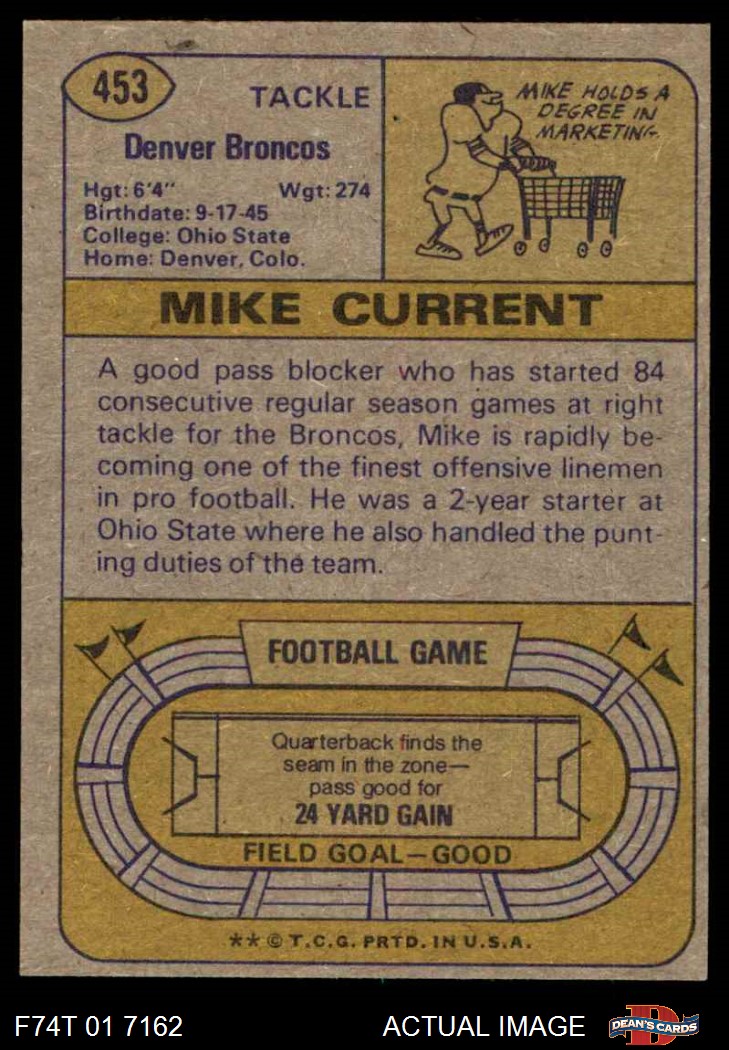 453
TACKLE
Denver Broncos
Hgt: 6'4" Wgt: 274
Birthdate: 9-17-45
College: Ohio State
Home: Denver, Colo.
MIKE HOLDS A
DEGREE IN
MARKETING.
MIKE CURRENT
A good pass blocker who has started 84
consecutive regular season games at right
tackle for the Broncos, Mike is rapidly be-
coming one of the finest offensive linemen
in pro football. He was a 2-year starter at
Ohio State where he also handled the punt-
ing duties of the team.
FOOTBALL GAME
Quarterback finds the
seam in the zone—
pass good for
24 YARD GAIN
FIELD GOAL—GOOD
** © T.C.G. PRTD. IN U.S.A.
F74T 01 7162 ACTUAL IMAGE
D
DEAN'S CARDS